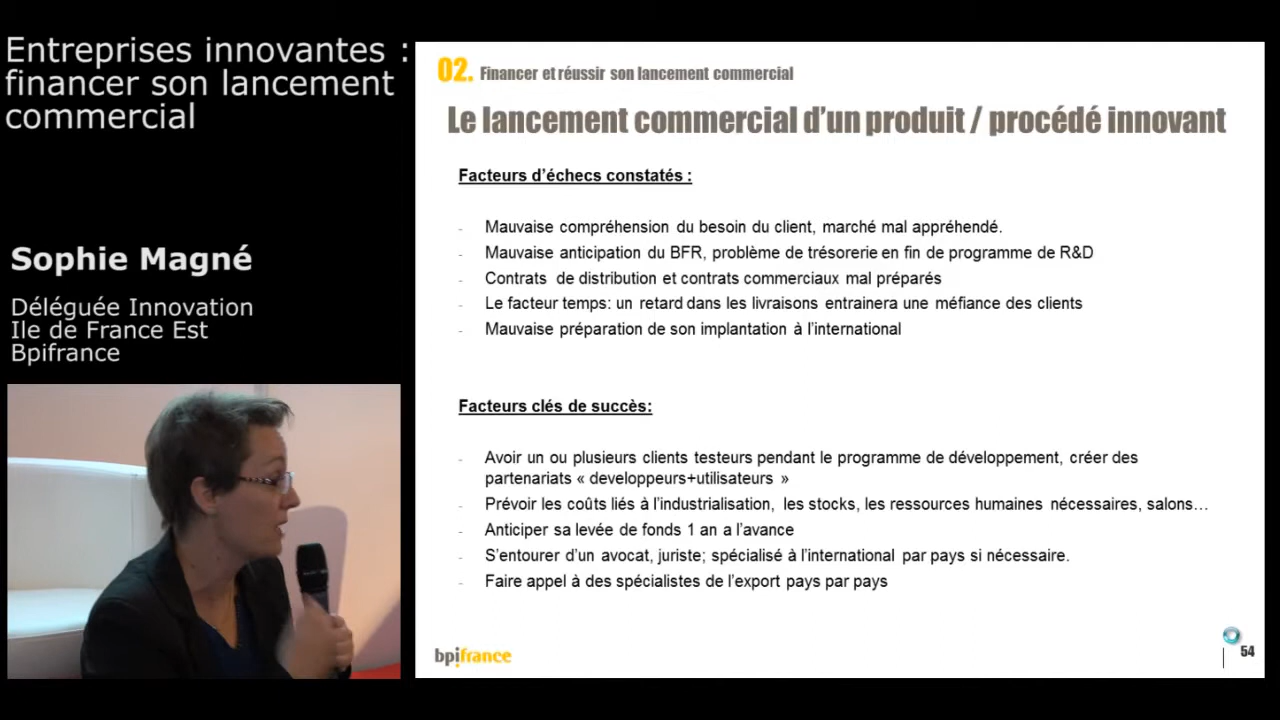 Entreprises innovantes :
financer son lancement
commercial
Sophie Magné
Déléguée Innovation
Ile de France Est
Bpifrance
02. Financer et réussir son lancement commercial
Le lancement commercial d'un produit / procédé innovant
Facteurs d'échecs constatés :
- Mauvaise compréhension du besoin du client, marché mal appréhendé.
- Mauvaise anticipation du BFR, problème de trésorerie en fin de programme de R&D
- Contrats de distribution et contrats commerciaux mal préparés
- Le facteur temps: un retard dans les livraisons entrainera une méfiance des clients
- Mauvaise préparation de son implantation à l'international
Facteurs clés de succès:
- Avoir un ou plusieurs clients testeurs pendant le programme de développement, créer des
partenariats « developpeurs+utilisateurs »
- Prévoir les coûts liés à l'industrialisation, les stocks, les ressources humaines nécessaires, salons…
- Anticiper sa levée de fonds 1 an a l'avance
- S'entourer d'un avocat, juriste; spécialisé à l'international par pays si nécessaire.
- Faire appel à des spécialistes de l'export pays par pays
bpifrance
54